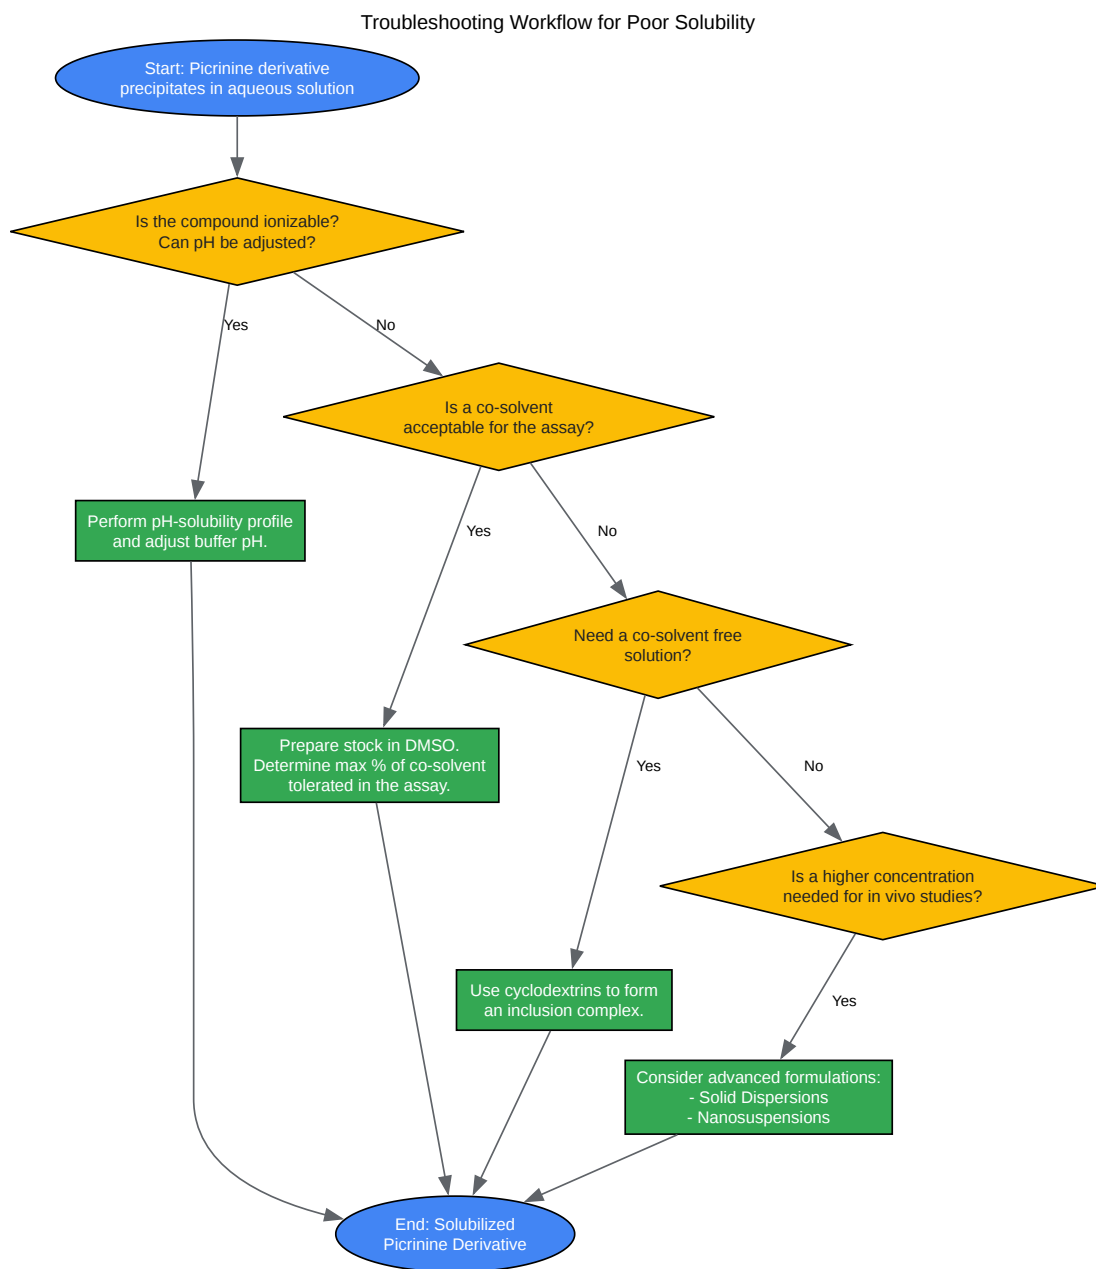 Troubleshooting Workflow for Poor Solubility
Start: Picrinine derivative
precipitates in aqueous solution
Is the compound ionizable?
Can pH be adjusted?
Yes
No
Is a co-solvent
acceptable for the assay?
Perform pH-solubility profile
and adjust buffer pH.
Yes
No
Need a co-solvent free
solution?
Prepare stock in DMSO.
Determine max % of co-solvent
tolerated in the assay.
Yes
No
Is a higher concentration
needed for in vivo studies?
Use cyclodextrins to form
an inclusion complex.
Yes
Consider advanced formulations:
- Solid Dispersions
- Nanosuspensions
End: Solubilized
Picrinine Derivative